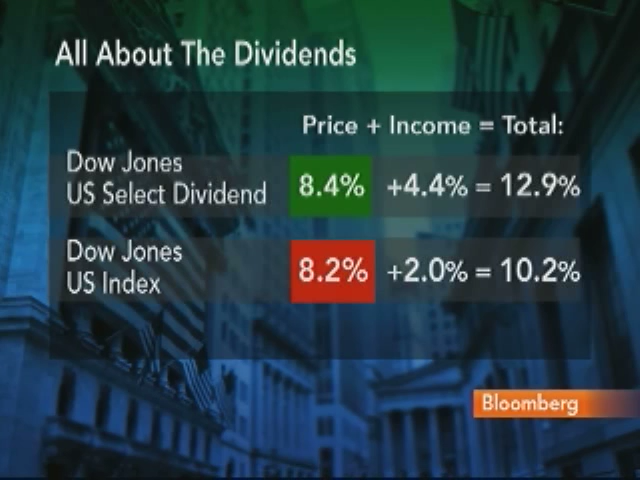 All About The Dividends
Price + Income = Total:
Dow Jones
US Select Dividend
8.4% +4.4% = 12.9%
Dow Jones
US Index
8.2% +2.0% = 10.2%
Bloomberg